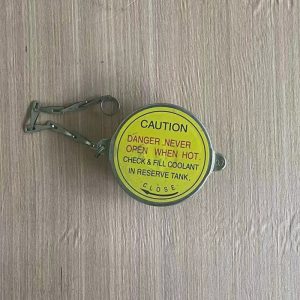 CAUTION
DANGER NEVER
OPEN WHEN HOT.
CHECK & FILL COOLANT
IN RESERVE TANK.
CLOSE